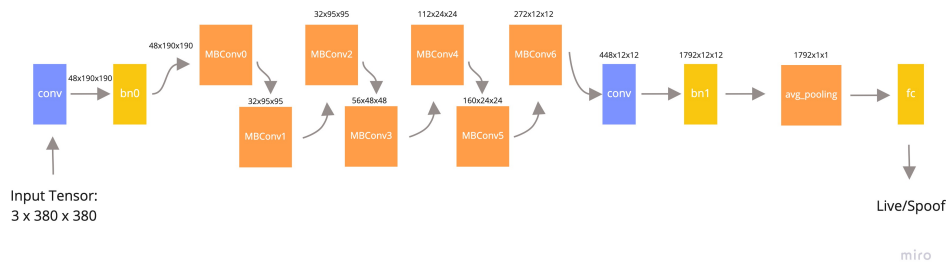 conv
48x190x190
bn0
48x190x190
MBConv0
32x95x95
MBConv1
32x95x95
MBConv2
56x48x48
MBConv3
112x24x24
MBConv4
160x24x24
MBConv5
272x12x12
MBConv6
448x12x12
conv
1792x12x12
bn1
1792x1x1
avg_pooling
fc
Input Tensor:
3 x 380 x 380
Live/Spoof
miro